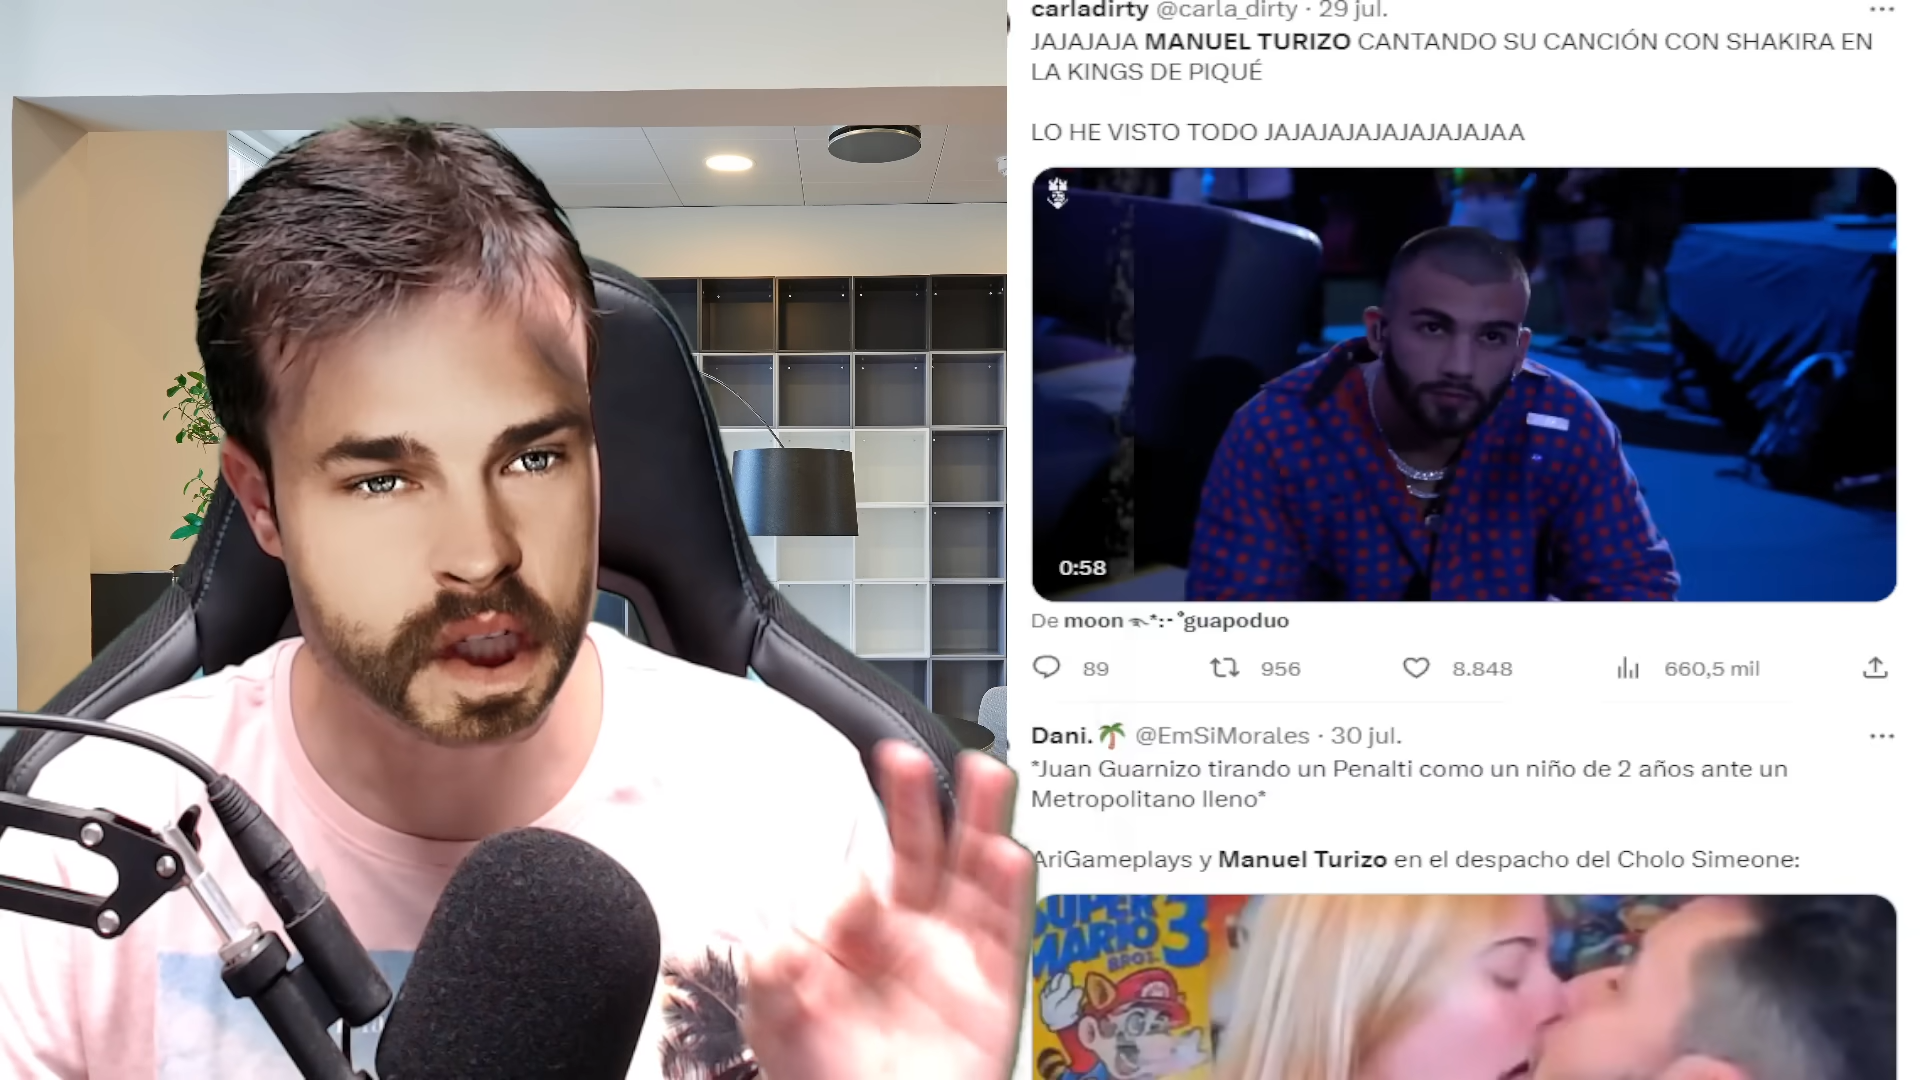 carladirty @carla_dirty · 29 jul.
JAJAJAJA MANUEL TURIZO CANTANDO SU CANCIÓN CON SHAKIRA EN
LA KINGS DE PIQUÉ
LO HE VISTO TODO JAJAJAJAJAJAJAJAJAA
0:58
De moon 𓂀*:·˚guapoduo
89 956 8.848 660,5 mil
Dani.🌴 @EmSiMorales · 30 jul.
*Juan Guarnizo tirando un Penalti como un niño de 2 años ante un
Metropolitano lleno*
AriGameplays y Manuel Turizo en el despacho del Cholo Simeone:
SUPER
MARIO 3
BROS.